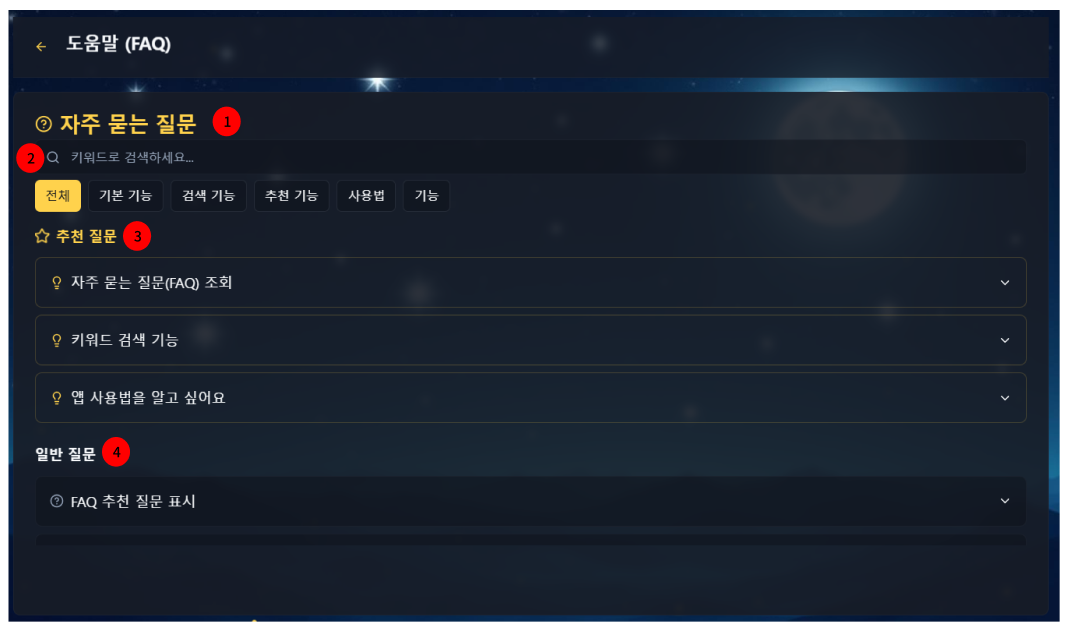 도움말 (FAQ)
자주 묻는 질문 1
2 키워드로 검색하세요...
전체 기본 기능 검색 기능 추천 기능 사용법 기능
추천 질문 3
자주 묻는 질문(FAQ) 조회
키워드 검색 기능
앱 사용법을 알고 싶어요
일반 질문 4
FAQ 추천 질문 표시